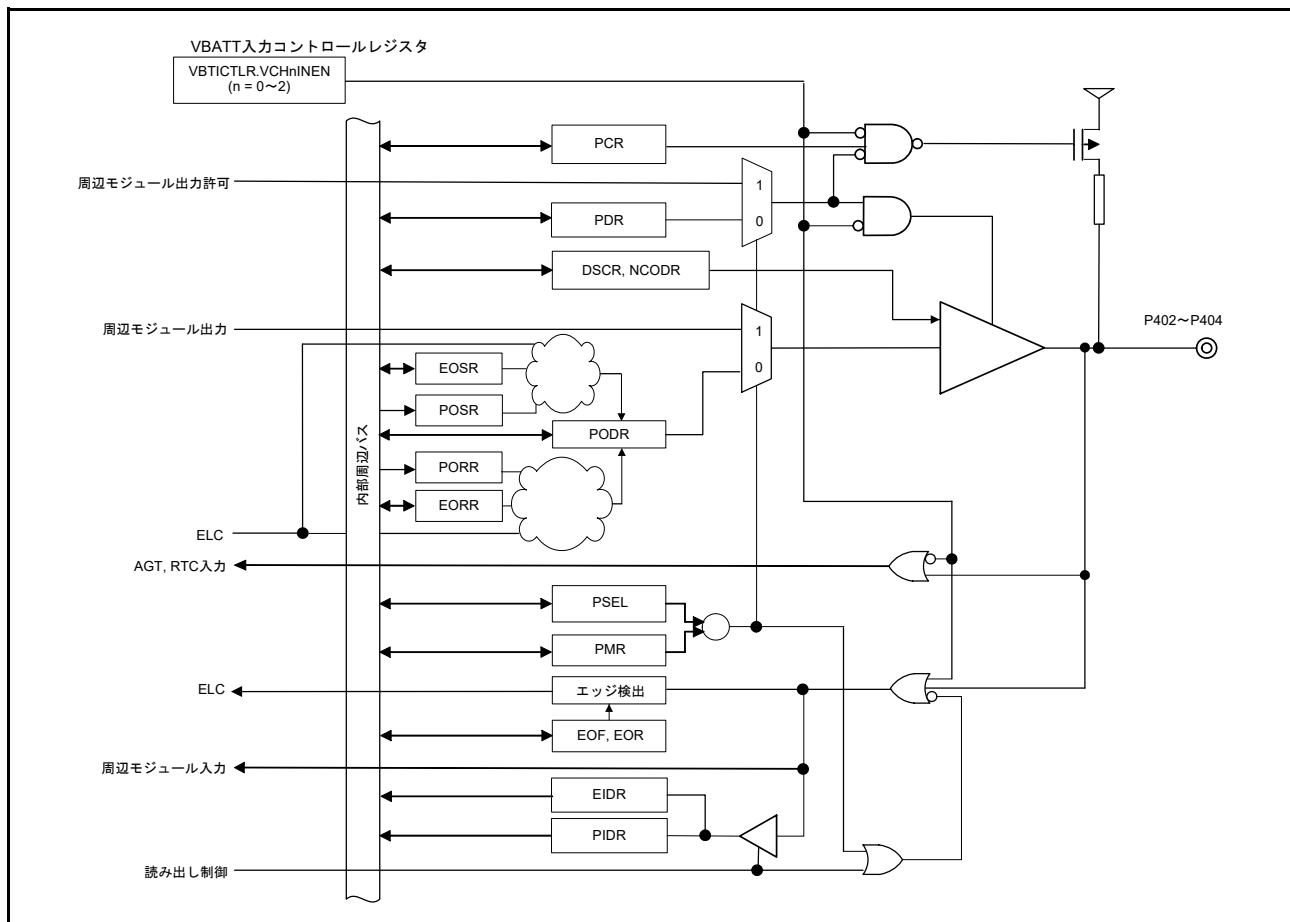 VBATT入力コントロールレジスタ
VBTICTLR.VCHnINEN
(n = 0～2)
PCR
周辺モジュール出力許可
1
PDR
0
DSCR, NCODR
周辺モジュール出力
1
P402～P404
EOSR
0
POSR
PODR
内部周辺バス
PORR
EORR
ELC
AGT, RTC入力
PSEL
PMR
ELC
エッジ検出
EOF, EOR
周辺モジュール入力
EIDR
PIDR
読み出し制御